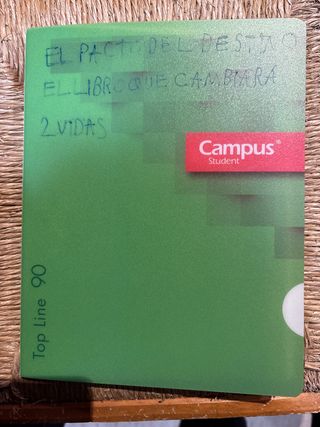 EL PACTO DEL DESTINO
EL LIBRO QUE CAMBIARA
2 VIDAS
Campus®
Student
Top Line 90